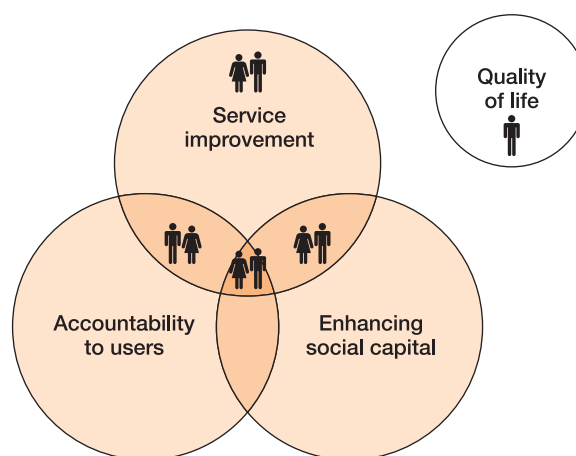 Quality
of life
Service
improvement
Accountability
to users
Enhancing
social capital